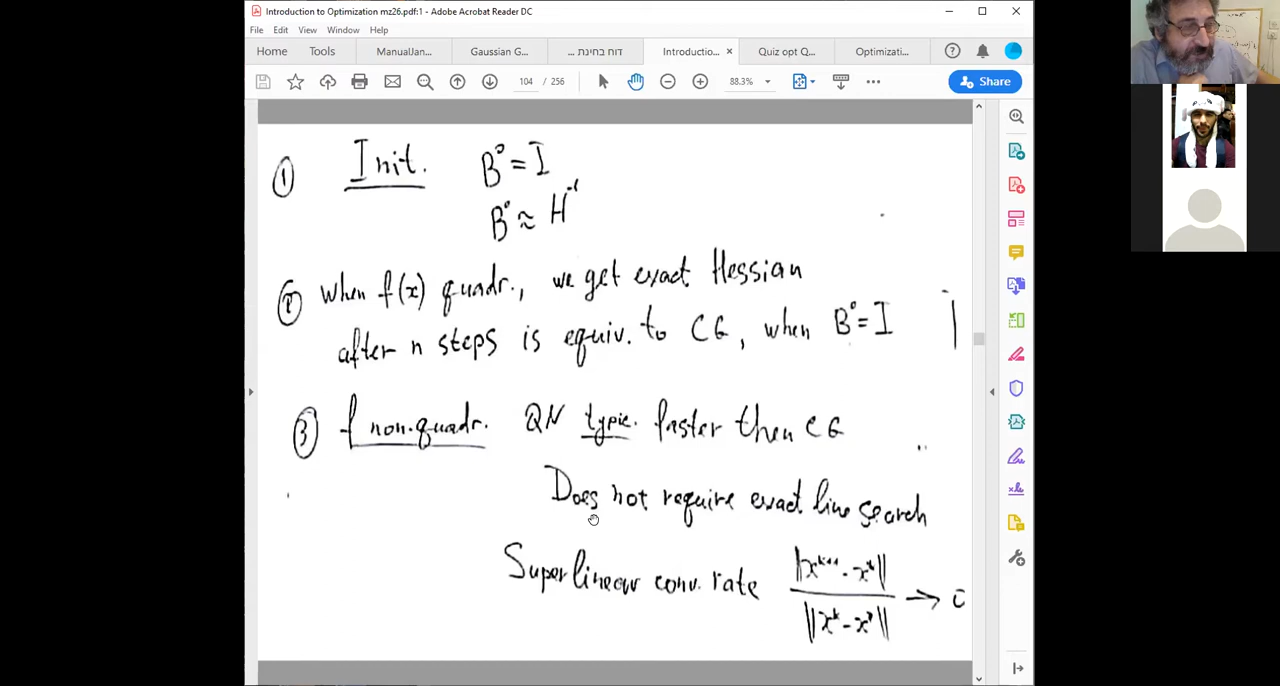 Introduction to Optimization mz26.pdf:1 - Adobe Acrobat Reader DC
File Edit View Window Help
Home Tools ManualJan... Gaussian G... דוח בחינת ... Introductio... × Quiz opt Q... Optimizati...
104 / 256 88.3% Share
① Init. B⁰ = I
B⁰ ≈ H⁻¹
② when f(x) quadr., we get exact Hessian
after n steps is equiv. to CG, when B⁰ = I
③ f non-quadr. QN typic. faster then CG
Does not require exact line search
Superlinear conv. rate ‖xᵏ⁺¹ - x*‖ / ‖xᵏ - x*‖ → 0